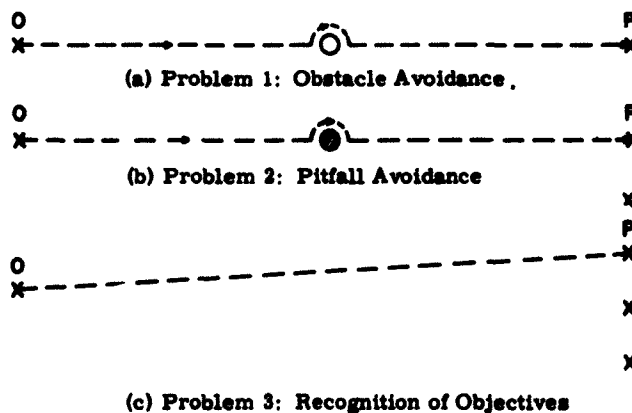 O P
X X
(a) Problem 1: Obstacle Avoidance.
O P
X X
(b) Problem 2: Pitfall Avoidance
X
P
X
O
X
X
X
(c) Problem 3: Recognition of Objectives